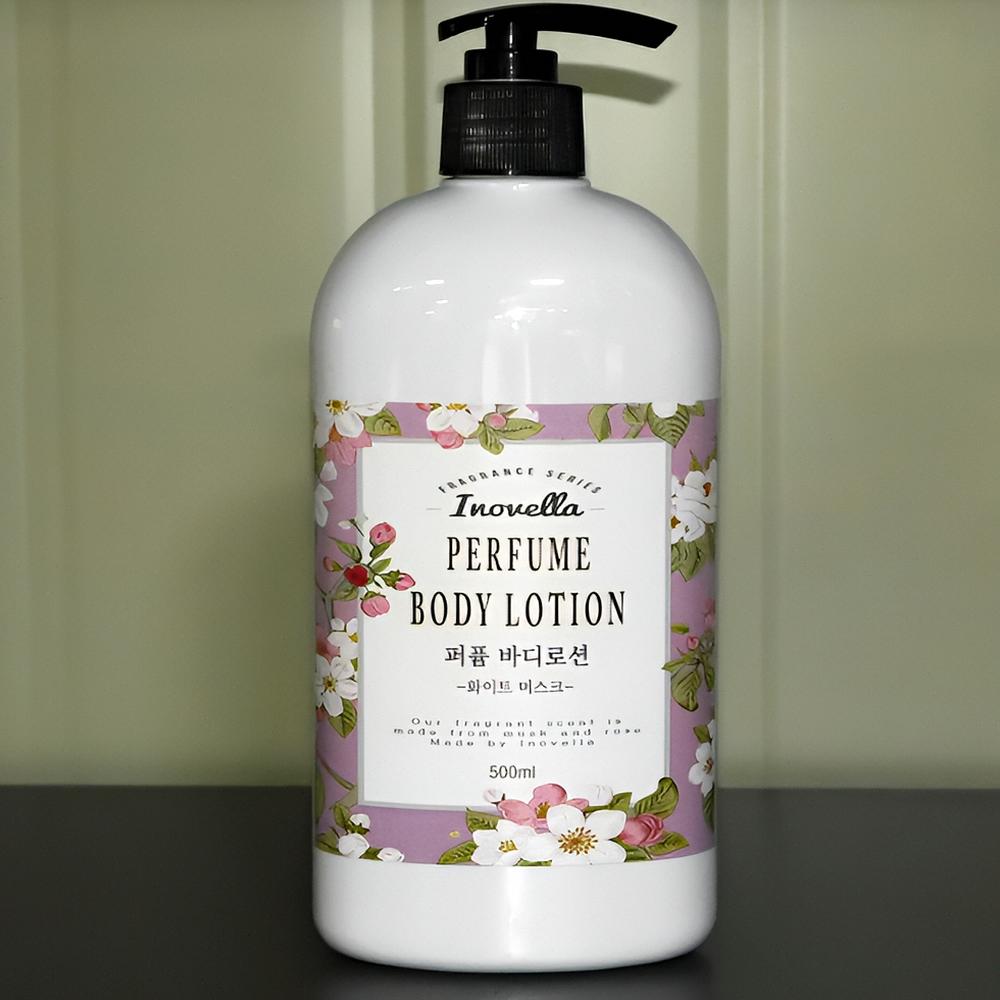 FRAGRANCE SERIES
Inovella
PERFUME
BODY LOTION
퍼퓸 바디로션
-화이트 머스크-
Our fragrant scent is
made from musk and rose
Made by Inovella
500ml